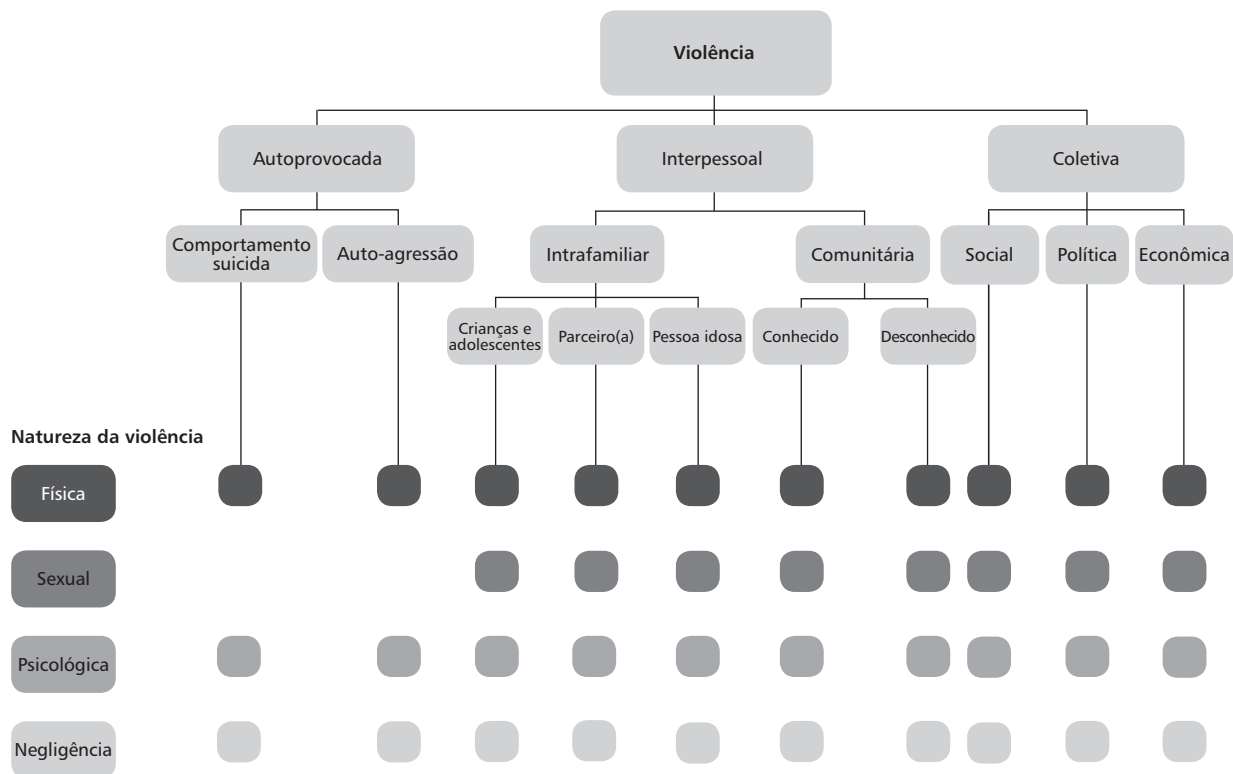 Violência
Autoprovocada
Interpessoal
Coletiva
Comportamento
suicida
Auto-agressão
Intrafamiliar
Comunitária
Social
Política
Econômica
Crianças e
adolescentes
Parceiro(a)
Pessoa idosa
Conhecido
Desconhecido
Natureza da violência
Física
Sexual
Psicológica
Negligência